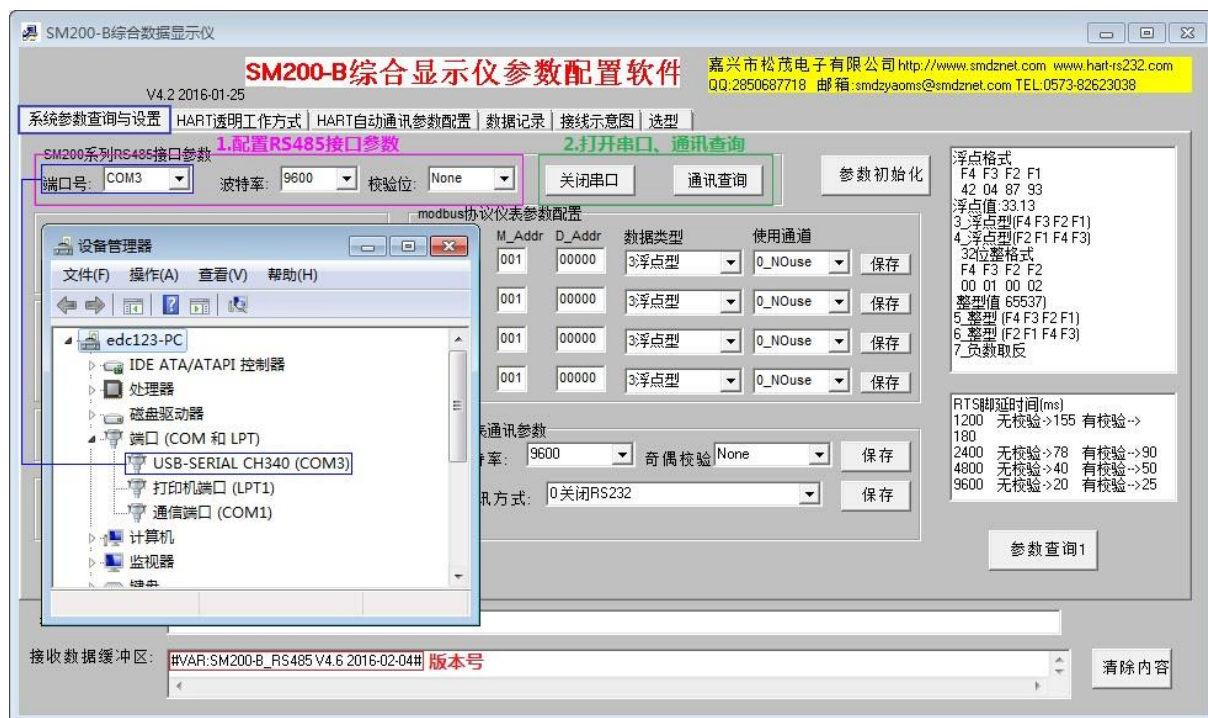 SM200-B综合数据显示仪
SM200-B综合显示仪参数配置软件
嘉兴市松茂电子有限公司http://www.smdznet.com www.hart-rs232.com
QQ:2850687718 邮箱:smdzyaoms@smdznet.com TEL:0573-82623038
V4.2 2016-01-25
系统参数查询与设置 HART透明工作方式 HART自动通讯参数配置 数据记录 接线示意图 选型
SM200系列RS485接口参数 1.配置RS485接口参数 2.打开串口、通讯查询
端口号: COM3 波特率: 9600 校验位: None 关闭串口 通讯查询 参数初始化
modbus协议仪表参数配置
M_Addr D_Addr 数据类型 使用通道
001 00000 3浮点型 0_NOuse 保存
001 00000 3浮点型 0_NOuse 保存
001 00000 3浮点型 0_NOuse 保存
001 00000 3浮点型 0_NOuse 保存
表通讯参数
特率: 9600 奇偶校验 None 保存
讯方式: 0关闭RS232 保存
浮点格式
F4 F3 F2 F1
42 04 87 93
浮点值:33.13
3_浮点型(F4 F3 F2 F1)
4_浮点型(F2 F1 F4 F3)
32位整格式
F4 F3 F2 F2
00 01 00 02
整型值 65537)
5_整型 (F4 F3 F2 F1)
6_整型 (F2 F1 F4 F3)
7_负数取反
RTS脚延时间(ms)
1200 无校验->155 有校验-->
180
2400 无校验->78 有校验-->90
4800 无校验->40 有校验-->50
9600 无校验->20 有校验-->25
参数查询1
设备管理器
文件(F) 操作(A) 查看(V) 帮助(H)
edc123-PC
IDE ATA/ATAPI 控制器
处理器
磁盘驱动器
端口 (COM 和 LPT)
USB-SERIAL CH340 (COM3)
打印机端口 (LPT1)
通信端口 (COM1)
计算机
监视器
键盘
接收数据缓冲区: #VAR:SM200-B_RS485 V4.6 2016-02-04# 版本号
清除内容